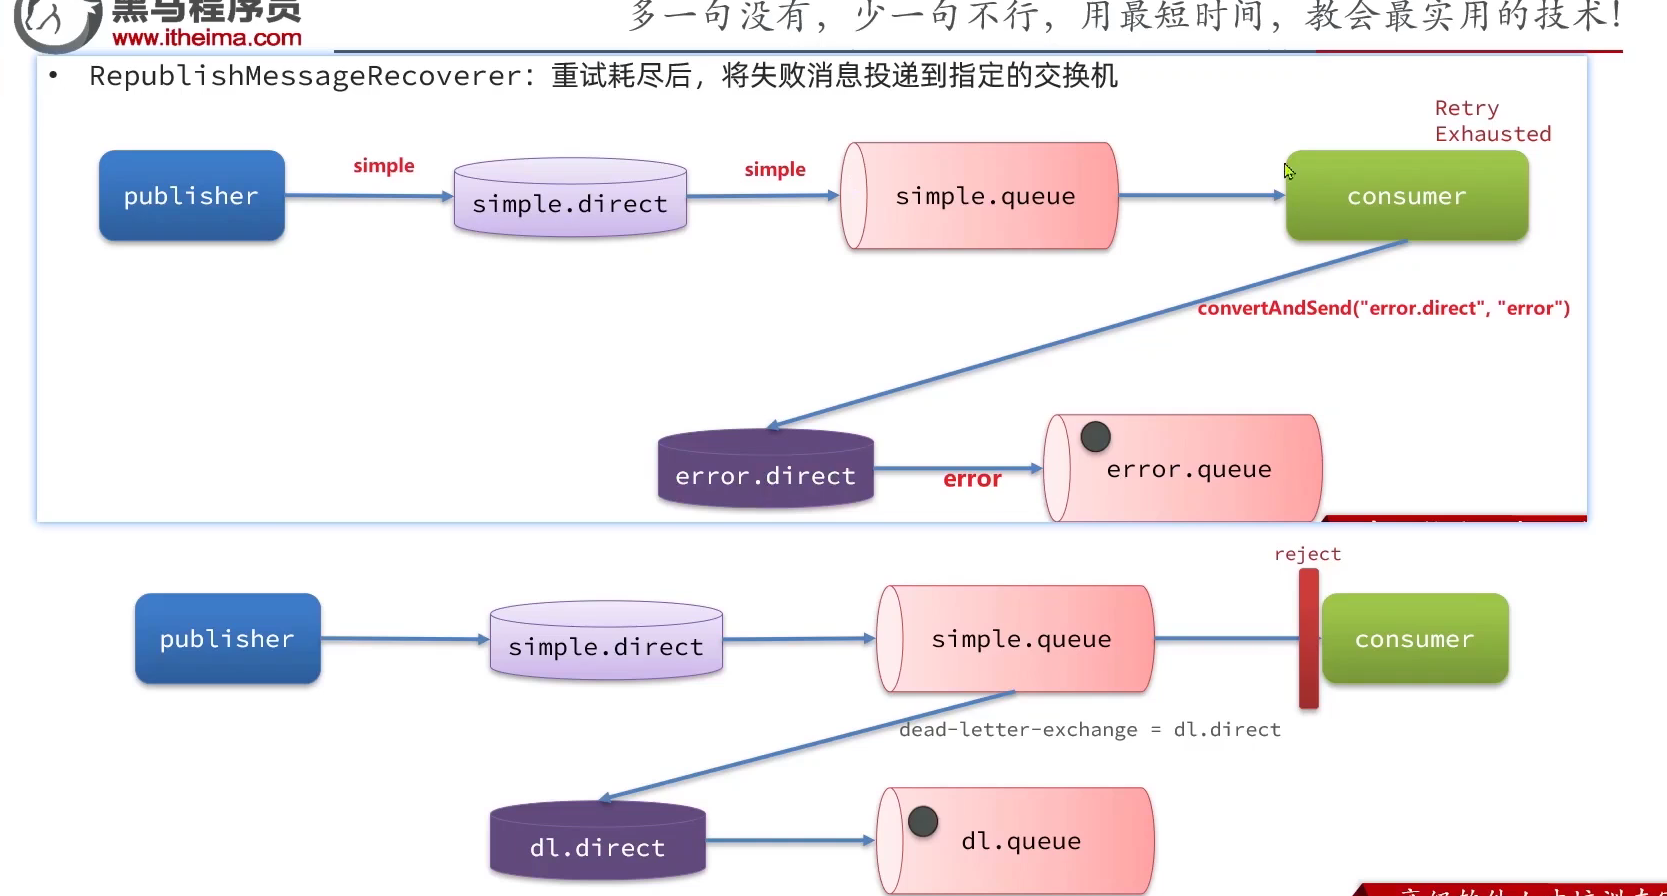 黑马程序员
www.itheima.com
多一句没有，少一句不行，用最短时间，教会最实用的技术！
• RepublishMessageRecoverer：重试耗尽后，将失败消息投递到指定的交换机
Retry
Exhausted
publisher
simple
simple.direct
simple
simple.queue
consumer
convertAndSend("error.direct", "error")
error.direct
error
error.queue
reject
publisher
simple.direct
simple.queue
consumer
dead-letter-exchange = dl.direct
dl.direct
dl.queue